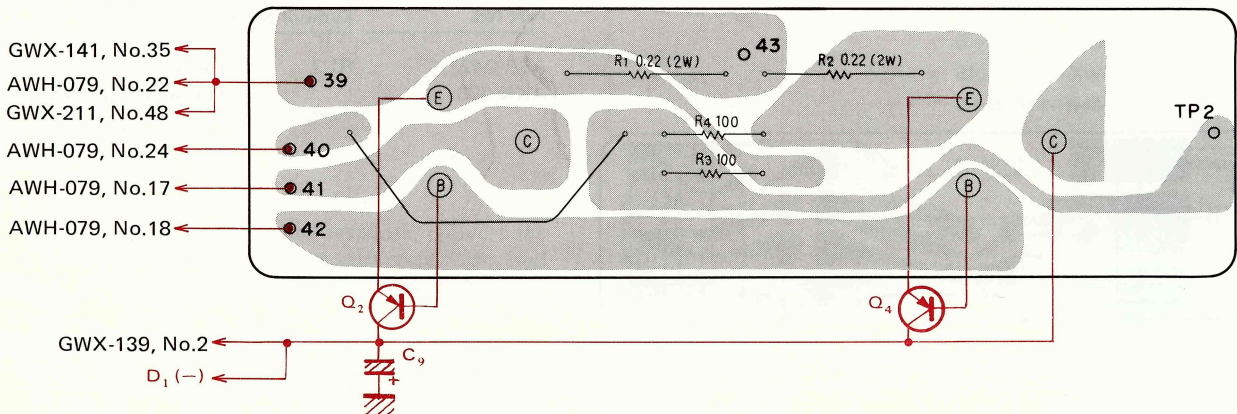 GWX-141, No.35
AWH-079, No.22
GWX-211, No.48
AWH-079, No.24
AWH-079, No.17
AWH-079, No.18
39
40
41
42
43
R1 0.22 (2W)
R2 0.22 (2W)
R4 100
R3 100
E
C
B
E
C
B
TP2
Q2
Q4
GWX-139, No.2
C9
+
D1 (−)